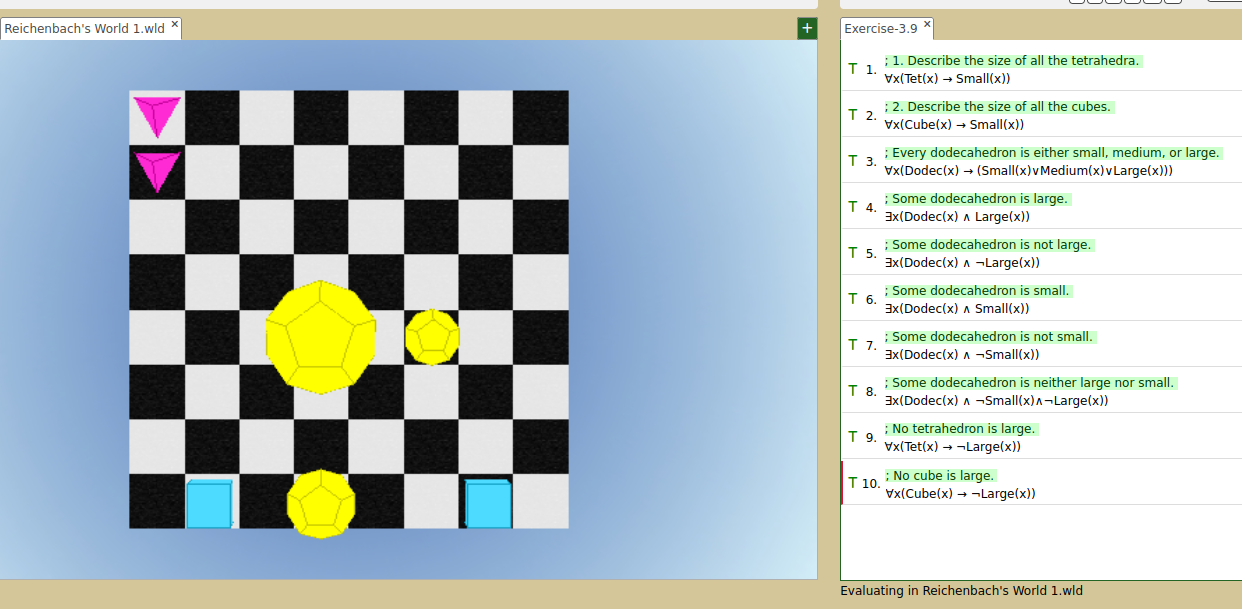 Reichenbach's World 1.wld ×
+
Exercise-3.9 ×
T 1. ; 1. Describe the size of all the tetrahedra.
∀x(Tet(x) → Small(x))
T 2. ; 2. Describe the size of all the cubes.
∀x(Cube(x) → Small(x))
T 3. ; Every dodecahedron is either small, medium, or large.
∀x(Dodec(x) → (Small(x)∨Medium(x)∨Large(x)))
T 4. ; Some dodecahedron is large.
∃x(Dodec(x) ∧ Large(x))
T 5. ; Some dodecahedron is not large.
∃x(Dodec(x) ∧ ¬Large(x))
T 6. ; Some dodecahedron is small.
∃x(Dodec(x) ∧ Small(x))
T 7. ; Some dodecahedron is not small.
∃x(Dodec(x) ∧ ¬Small(x))
T 8. ; Some dodecahedron is neither large nor small.
∃x(Dodec(x) ∧ ¬Small(x)∧¬Large(x))
T 9. ; No tetrahedron is large.
∀x(Tet(x) → ¬Large(x))
T 10. ; No cube is large.
∀x(Cube(x) → ¬Large(x))
Evaluating in Reichenbach's World 1.wld